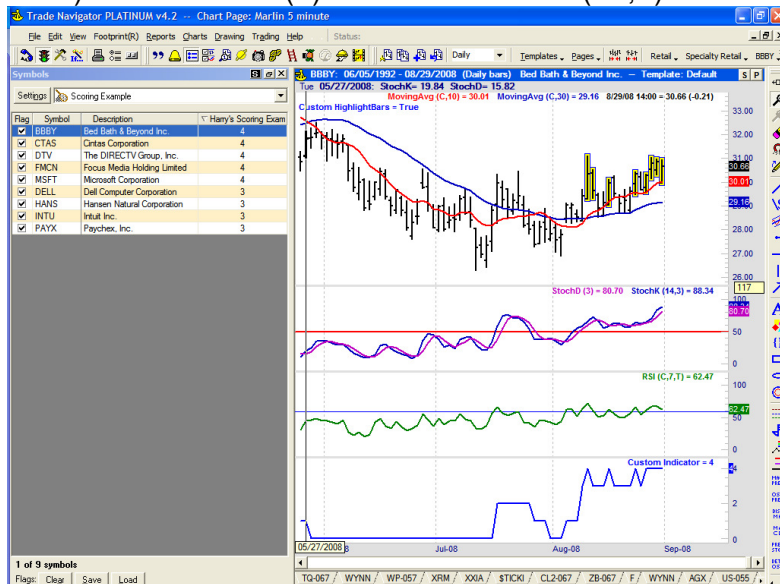 Trade Navigator PLATINUM v4.2 -- Chart Page: Marlin 5 minute
File Edit View Footprint(R) Reports Charts Drawing Trading Help Status:
Daily Templates Pages Retail Specialty Retail BBBY
Symbols
Settings Scoring Example
Flag Symbol Description Harry's Scoring Exam
BBBY Bed Bath & Beyond Inc. 4
CTAS Cintas Corporation 4
DTV The DIRECTV Group, Inc. 4
FMCN Focus Media Holding Limited 4
MSFT Microsoft Corporation 4
DELL Dell Computer Corporation 3
HANS Hansen Natural Corporation 3
INTU Intuit Inc. 3
PAYX Paychex, Inc. 3
1 of 9 symbols
Flags: Clear Save Load
BBBY: 06/05/1992 - 08/29/2008 (Daily bars) Bed Bath & Beyond Inc. - Template: Default S P
Tue 05/27/2008: StochK= 19.84 StochD= 15.82
MovingAvg (C,10) = 30.01 MovingAvg (C,30) = 29.16 8/29/08 14:00 = 30.66 (-0.21)
Custom HighlightBars = True
33.00
32.00
31.00
30.66
30.01
29.16
28.00
27.00
26.00
117
StochD (3) = 80.70 StochK (14,3) = 88.34
100
80.70
50
0
RSI (C,7,T) = 62.47
100
62.47
50
0
Custom Indicator = 4
4
2
0
05/27/2008 Jul-08 Aug-08 Sep-08
TG-067 / WYNN / WP-057 / XRM / XXIA / $TICKI / CL2-067 / ZB-067 / F / WYNN / AGX / US-055 /